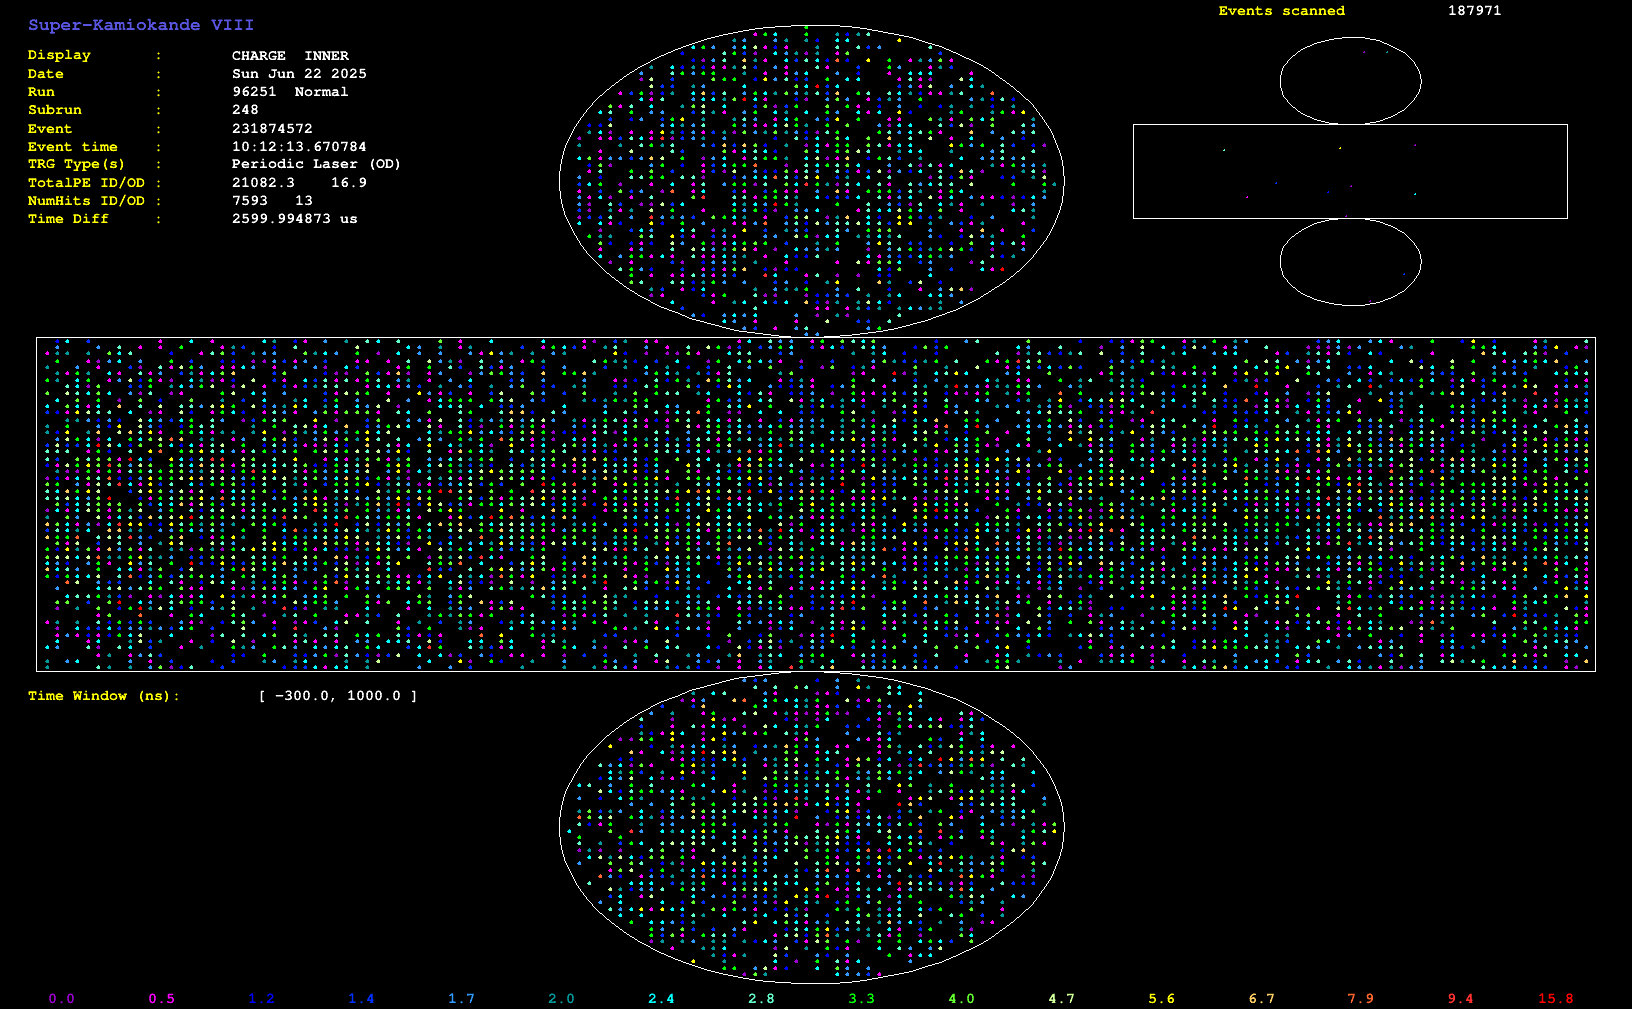 Super-Kamiokande VIII
Events scanned 187971
Display : CHARGE INNER
Date : Sun Jun 22 2025
Run : 96251 Normal
Subrun : 248
Event : 231874572
Event time : 10:12:13.670784
TRG Type(s) : Periodic Laser (OD)
TotalPE ID/OD : 21082.3 16.9
NumHits ID/OD : 7593 13
Time Diff : 2599.994873 us
Time Window (ns): [ −300.0, 1000.0 ]
0.0 0.5 1.2 1.4 1.7 2.0 2.4 2.8 3.3 4.0 4.7 5.6 6.7 7.9 9.4 15.8